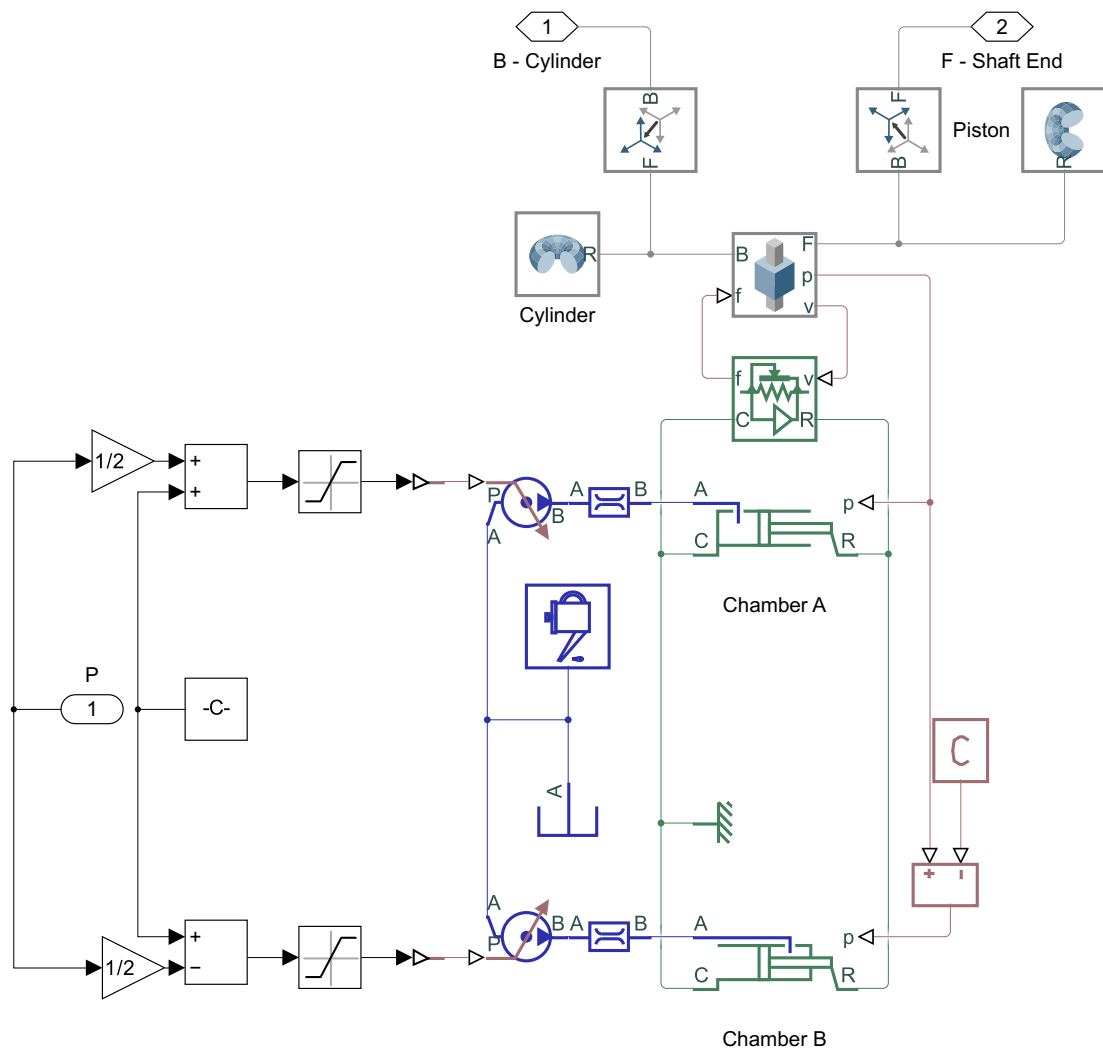 1
2
B - Cylinder
F - Shaft End
B
F
F
B
Piston
R
R
B
F
p
f
v
Cylinder
f
v
C
R
1/2
+
+
P
A
B
A
B
A
p
C
R
Chamber A
P
1
-C-
C
A
+
−
A
P
B
A
B
A
p
+
−
1/2
C
R
Chamber B